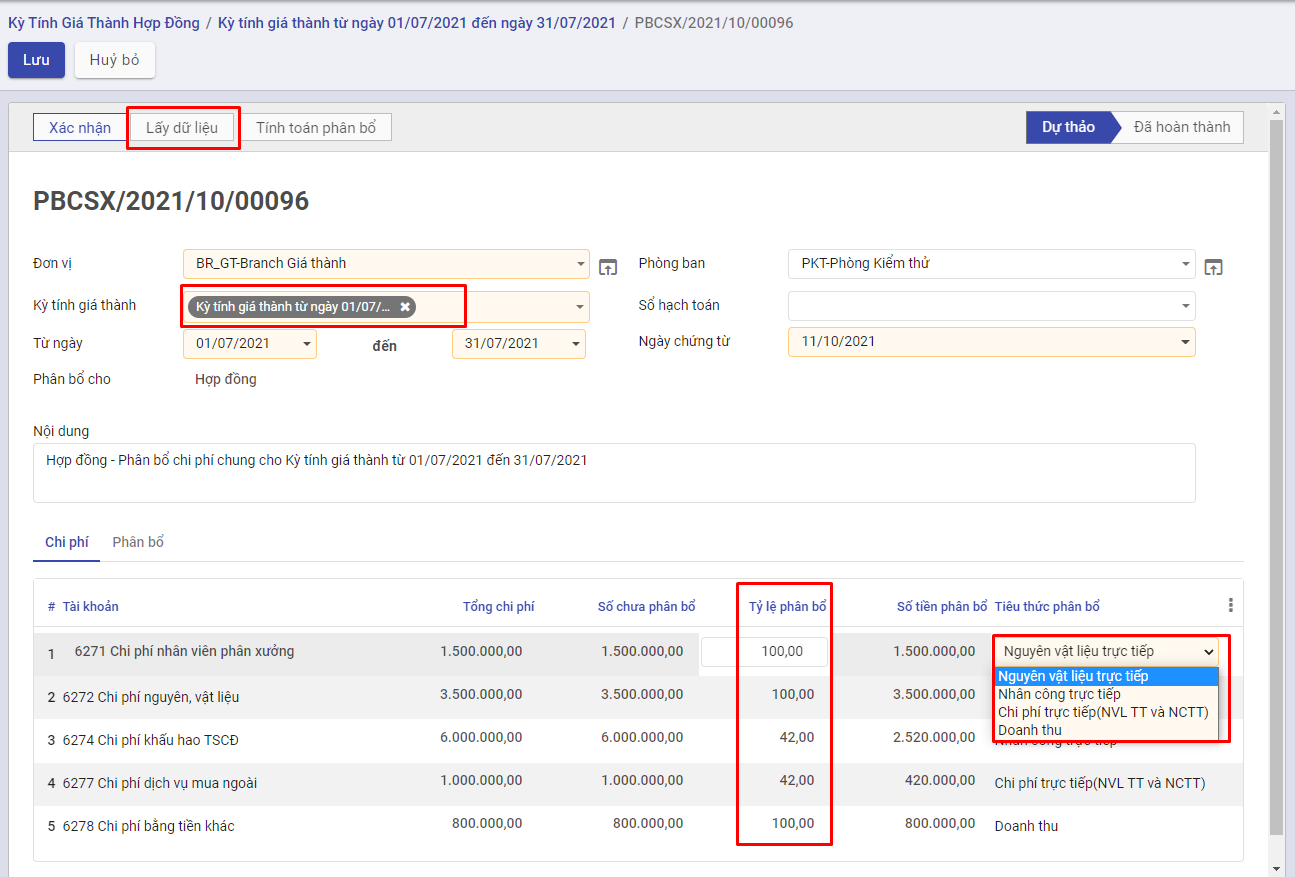 Kỳ Tính Giá Thành Hợp Đồng / Kỳ tính giá thành từ ngày 01/07/2021 đến ngày 31/07/2021 / PBCSX/2021/10/00096
Lưu Huỷ bỏ
Xác nhận Lấy dữ liệu Tính toán phân bổ Dự thảo Đã hoàn thành
PBCSX/2021/10/00096
Đơn vị BR_GT-Branch Giá thành Phòng ban PKT-Phòng Kiểm thử
Kỳ tính giá thành Kỳ tính giá thành từ ngày 01/07/... ✖ Sổ hạch toán
Từ ngày 01/07/2021 đến 31/07/2021 Ngày chứng từ 11/10/2021
Phân bổ cho Hợp đồng
Nội dung
Hợp đồng - Phân bổ chi phí chung cho Kỳ tính giá thành từ 01/07/2021 đến 31/07/2021
Chi phí Phân bổ
# Tài khoản Tổng chi phí Số chưa phân bổ Tỷ lệ phân bổ Số tiền phân bổ Tiêu thức phân bổ
1 6271 Chi phí nhân viên phân xưởng 1.500.000,00 1.500.000,00 100,00 1.500.000,00 Nguyên vật liệu trực tiếp
Nguyên vật liệu trực tiếp
Nhân công trực tiếp
Chi phí trực tiếp(NVL TT và NCTT)
Doanh thu
2 6272 Chi phí nguyên, vật liệu 3.500.000,00 3.500.000,00 100,00 3.500.000,00
3 6274 Chi phí khấu hao TSCĐ 6.000.000,00 6.000.000,00 42,00 2.520.000,00 Nhân công trực tiếp
4 6277 Chi phí dịch vụ mua ngoài 1.000.000,00 1.000.000,00 42,00 420.000,00 Chi phí trực tiếp(NVL TT và NCTT)
5 6278 Chi phí bằng tiền khác 800.000,00 800.000,00 100,00 800.000,00 Doanh thu